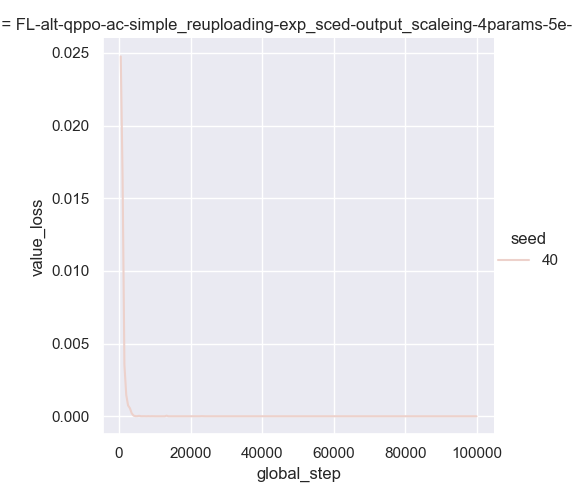 = FL-alt-qppo-ac-simple_reuploading-exp_sced-output_scaleing-4params-5e-
0.025
0.020
0.015
0.010
0.005
0.000
value_loss
0 20000 40000 60000 80000 100000
global_step
seed
40